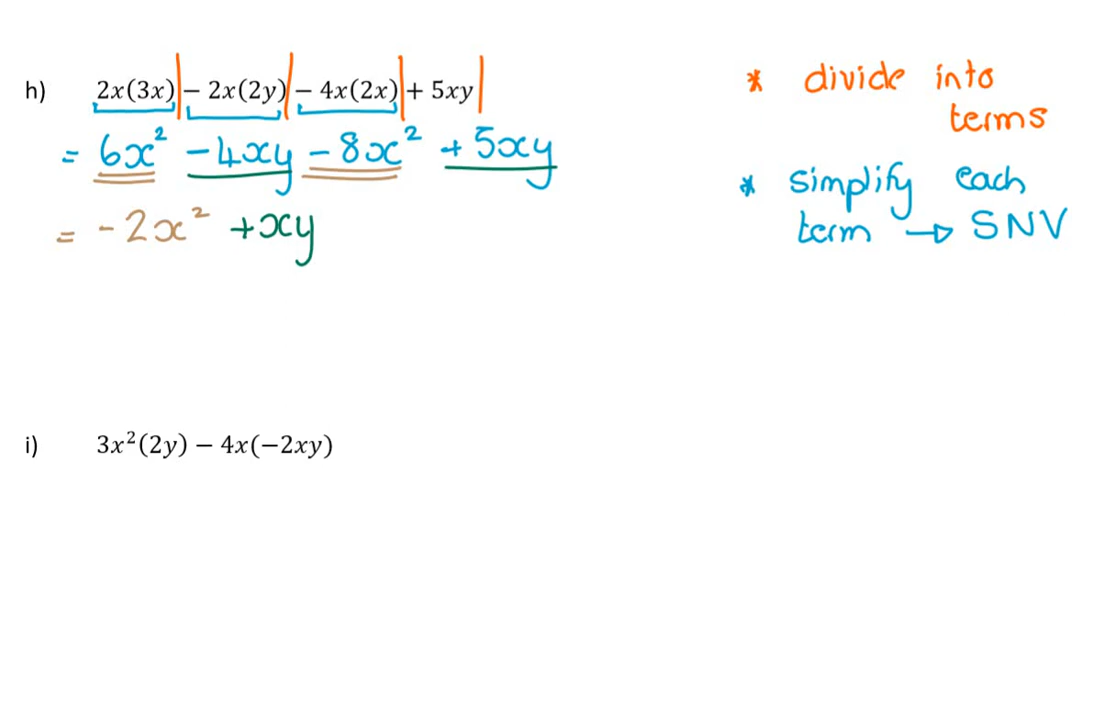 h) 2x(3x) − 2x(2y) − 4x(2x) + 5xy
= 6x² − 4xy − 8x² + 5xy
= - 2x² + xy
* divide into
terms
* simplify each
term → SNV
i) 3x²(2y) − 4x(−2xy)